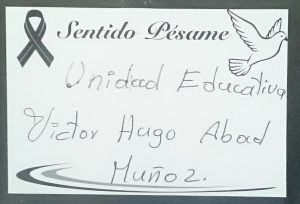 Sentido Pésame
Unidad Educativa
Victor Hugo Abad
Muñoz.